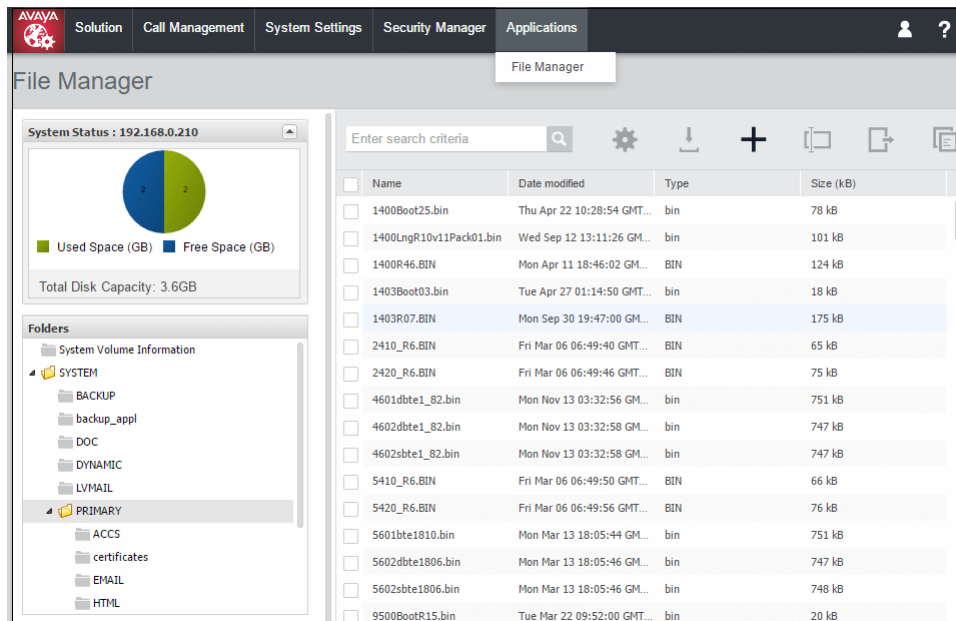 AVAYA
Solution Call Management System Settings Security Manager Applications ?
File Manager
File Manager
System Status : 192.168.0.210
2 2
Used Space (GB) Free Space (GB)
Total Disk Capacity: 3.6GB
Folders
System Volume Information
SYSTEM
BACKUP
backup_appl
DOC
DYNAMIC
LVMAIL
PRIMARY
ACCS
certificates
EMAIL
HTML
Enter search criteria
Name Date modified Type Size (kB)
1400Boot25.bin Thu Apr 22 10:28:54 GMT... bin 78 kB
1400LngR10v11Pack01.bin Wed Sep 12 13:11:26 GM... bin 101 kB
1400R46.BIN Mon Apr 11 18:46:02 GM... BIN 124 kB
1403Boot03.bin Tue Apr 27 01:14:50 GMT... bin 18 kB
1403R07.BIN Mon Sep 30 19:47:00 GM... BIN 175 kB
2410_R6.BIN Fri Mar 06 06:49:40 GMT... BIN 65 kB
2420_R6.BIN Fri Mar 06 06:49:46 GMT... BIN 75 kB
4601dbte1_82.bin Mon Nov 13 03:32:56 GM... bin 751 kB
4602dbte1_82.bin Mon Nov 13 03:32:58 GM... bin 747 kB
4602sbte1_82.bin Mon Nov 13 03:32:58 GM... bin 747 kB
5410_R6.BIN Fri Mar 06 06:49:50 GMT... BIN 66 kB
5420_R6.BIN Fri Mar 06 06:49:56 GMT... BIN 76 kB
5601bte1810.bin Mon Mar 13 18:05:44 GM... bin 751 kB
5602dbte1806.bin Mon Mar 13 18:05:46 GM... bin 747 kB
5602sbte1806.bin Mon Mar 13 18:05:46 GM... bin 748 kB
9500BootR15.bin Tue Mar 22 09:52:00 GMT... bin 20 kB